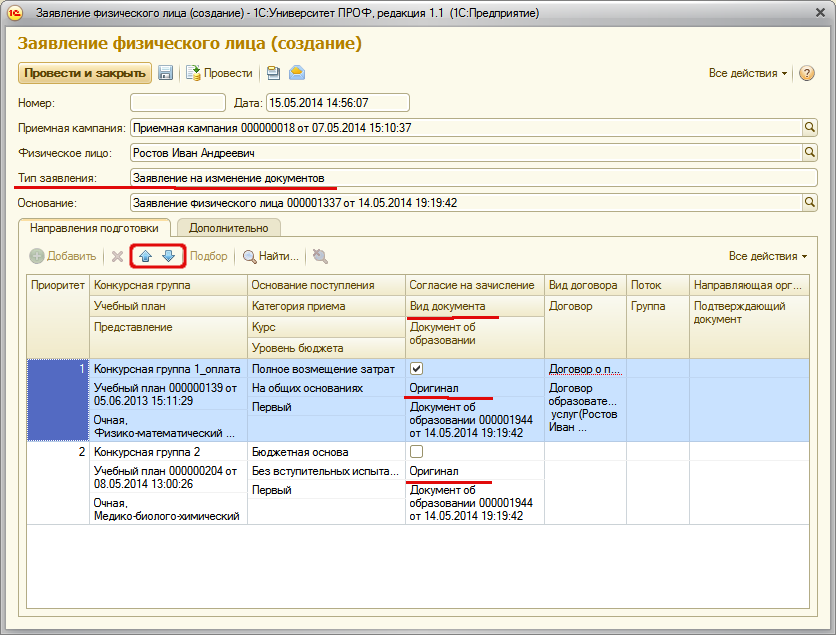 Заявление физического лица (создание) - 1С:Университет ПРОФ, редакция 1.1 (1С:Предприятие)
Заявление физического лица (создание)
Провести и закрыть Провести Все действия
Номер: Дата: 15.05.2014 14:56:07
Приемная кампания: Приемная кампания 000000018 от 07.05.2014 15:10:37
Физическое лицо: Ростов Иван Андреевич
Тип заявления: Заявление на изменение документов
Основание: Заявление физического лица 000001337 от 14.05.2014 19:19:42
Направления подготовки Дополнительно
Добавить Подбор Найти... Все действия
Приоритет Конкурсная группа Основание поступления Согласие на зачисление Вид договора Поток Направляющая орг...
Учебный план Категория приема Вид документа Договор Группа Подтверждающий
документ
Представление Курс Документ об
образовании
Уровень бюджета
1 Конкурсная группа 1_оплата Полное возмещение затрат Договор о п...
Учебный план 000000139 от
05.06.2013 15:11:29 На общих основаниях Оригинал Договор
образовате...
услуг(Ростов
Иван ...
Очная,
Физико-математический ... Первый Документ об
образовании 000001944
от 14.05.2014 19:19:42
2 Конкурсная группа 2 Бюджетная основа
Учебный план 000000204 от
08.05.2014 13:00:26 Без вступительных испыта... Оригинал
Очная,
Медико-биолого-химический Первый Документ об
образовании 000001944
от 14.05.2014 19:19:42